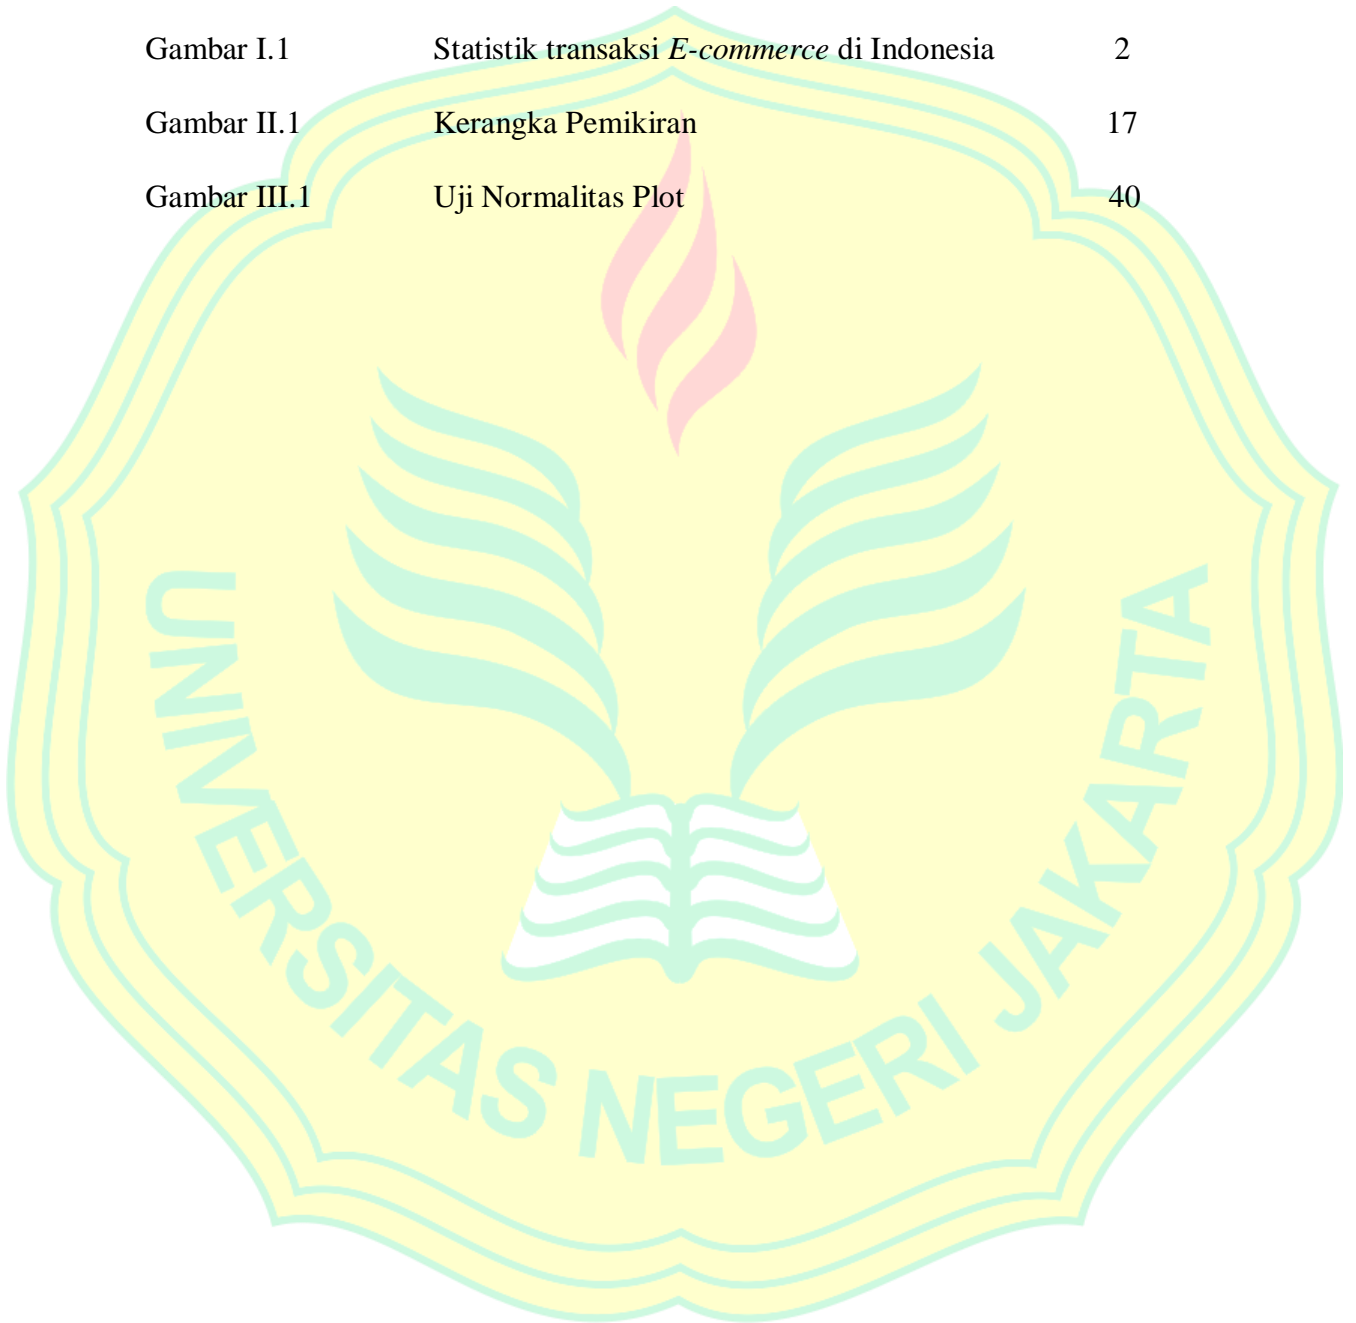 Gambar I.1 Statistik transaksi E-commerce di Indonesia 2
Gambar II.1 Kerangka Pemikiran 17
Gambar III.1 Uji Normalitas Plot 40
UNIVERSITAS NEGERI JAKARTA